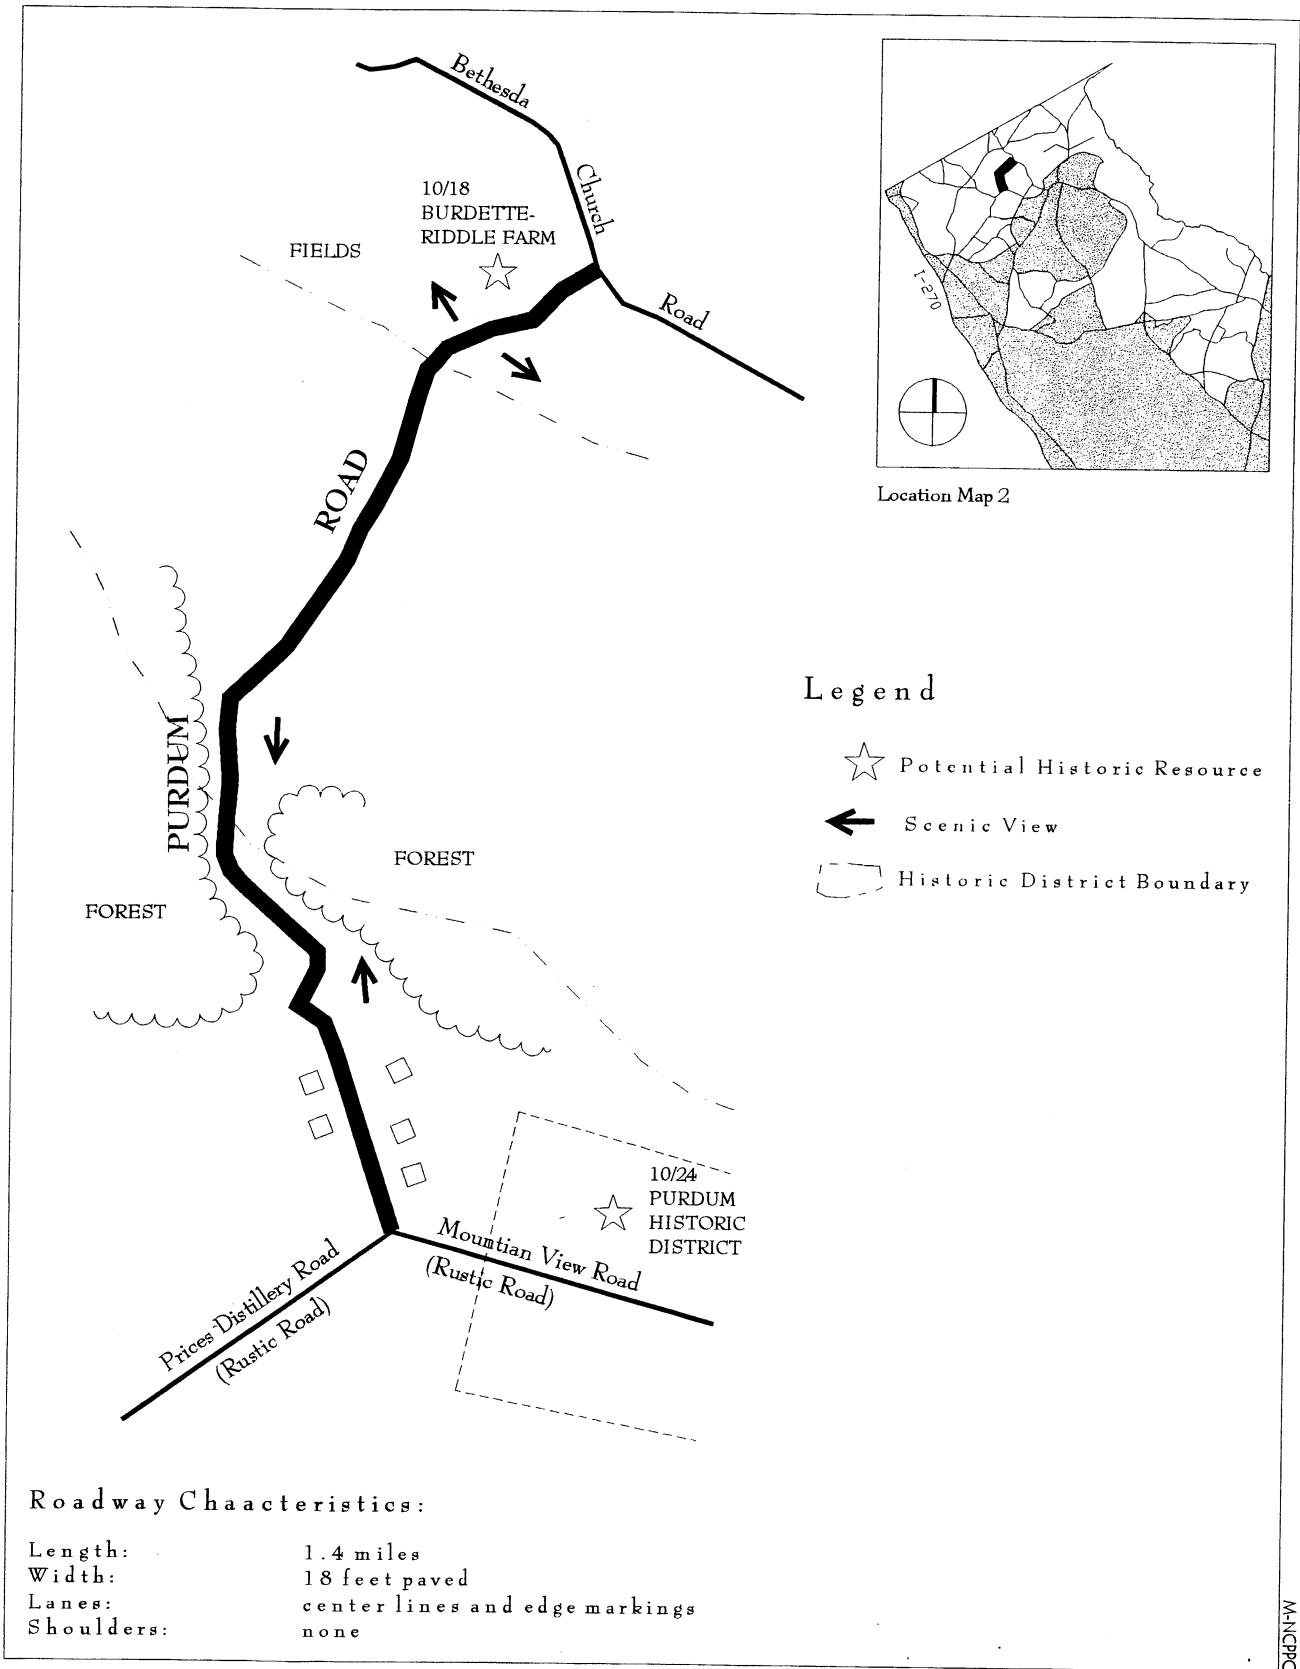 Bethesda
Church
Road
10/18
BURDETTE-
RIDDLE FARM
FIELDS
I-270
Location Map 2
ROAD
PURDUM
Legend
Potential Historic Resource
Scenic View
Historic District Boundary
FOREST
FOREST
10/24
PURDUM
HISTORIC
DISTRICT
Mountian View Road
(Rustic Road)
Prices Distillery Road
(Rustic Road)
Roadway Chaacteristics:
Length: 1.4 miles
Width: 18 feet paved
Lanes: center lines and edge markings
Shoulders: none
M-NCPPC